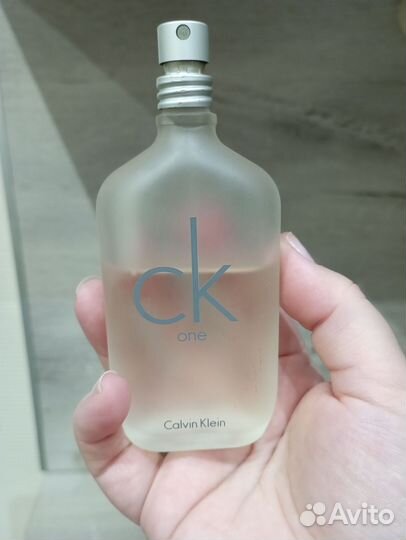 ck
one
Calvin Klein
Avito